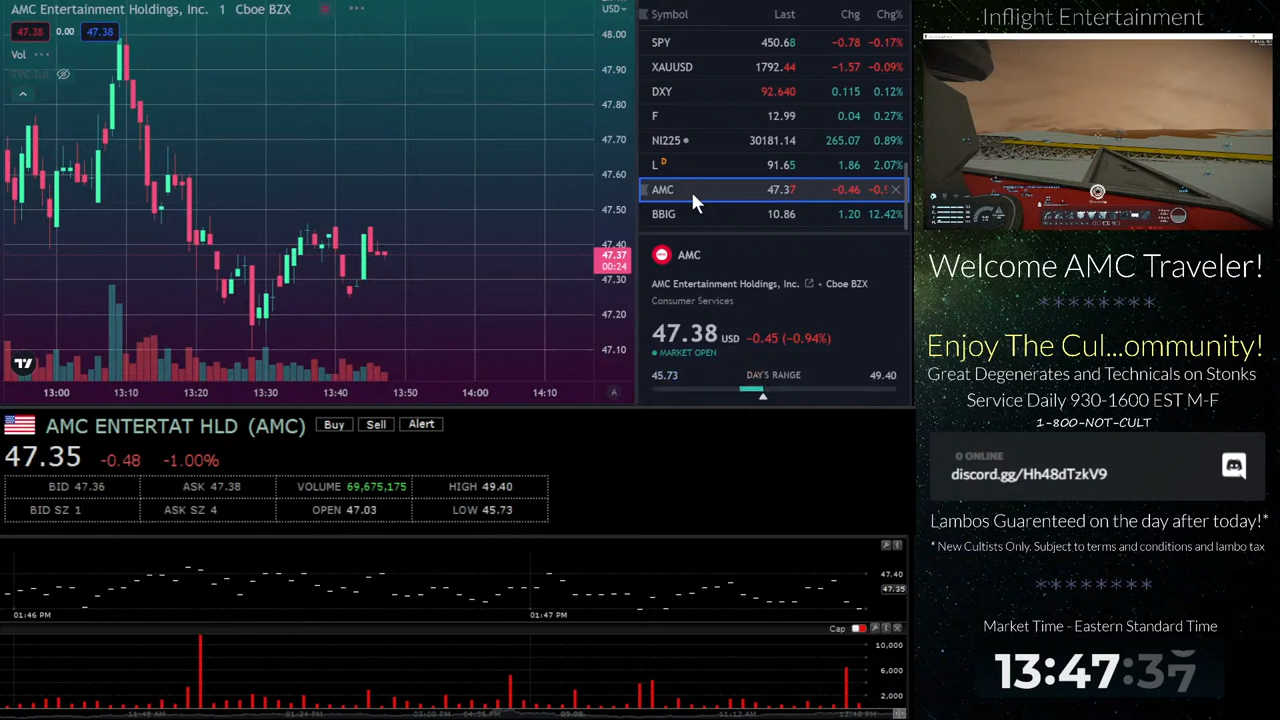 AMC Entertainment Holdings, Inc. 1 Cboe BZX
USD
47.38 0.00 47.38
Vol
TVC:DJI
48.00
47.90
47.80
47.70
47.60
47.50
47.40
47.37
00:24
47.30
47.20
47.10
13:00 13:10 13:20 13:30 13:40 13:50 14:00 14:10
A
Symbol Last Chg Chg%
SPY 450.68 −0.78 −0.17%
XAUUSD 1792.44 −1.57 −0.09%
DXY 92.640 0.115 0.12%
F 12.99 0.04 0.27%
NI225 30181.14 265.07 0.89%
L D 91.65 1.86 2.07%
AMC 47.37 −0.46
BBIG 10.86 1.20 12.42%
AMC
AMC Entertainment Holdings, Inc. • Cboe BZX
Consumer Services
47.38 USD −0.45 (−0.94%)
MARKET OPEN
45.73 DAY'S RANGE 49.40
AMC ENTERTAT HLD (AMC) Buy Sell Alert
47.35 -0.48 -1.00%
BID 47.36 ASK 47.38 VOLUME 69,675,175 HIGH 49.40
BID SZ 1 ASK SZ 4 OPEN 47.03 LOW 45.73
47.40
47.35
01:46 PM 01:47 PM
Cap
10,000
6,000
2,000
Inflight Entertainment
Welcome AMC Traveler!
********
Enjoy The Cul...ommunity!
Great Degenerates and Technicals on Stonks
Service Daily 930-1600 EST M-F
1-800-NOT-CULT
0 ONLINE
discord.gg/Hh48dTzkV9
Lambos Guarenteed on the day after today!*
* New Cultists Only. Subject to terms and conditions and lambo tax
*******
Market Time - Eastern Standard Time
13:47:37